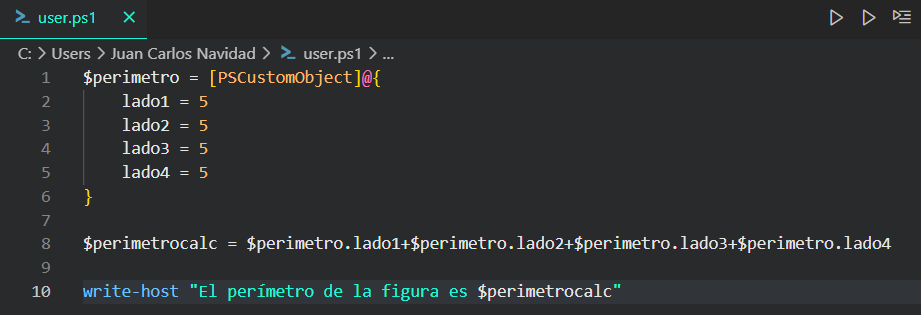 user.ps1
C: > Users > Juan Carlos Navidad > user.ps1 > ...
1 $perimetro = [PSCustomObject]@{
2     lado1 = 5
3     lado2 = 5
4     lado3 = 5
5     lado4 = 5
6 }
7
8 $perimetrocalc = $perimetro.lado1+$perimetro.lado2+$perimetro.lado3+$perimetro.lado4
9
10 write-host "El perímetro de la figura es $perimetrocalc"